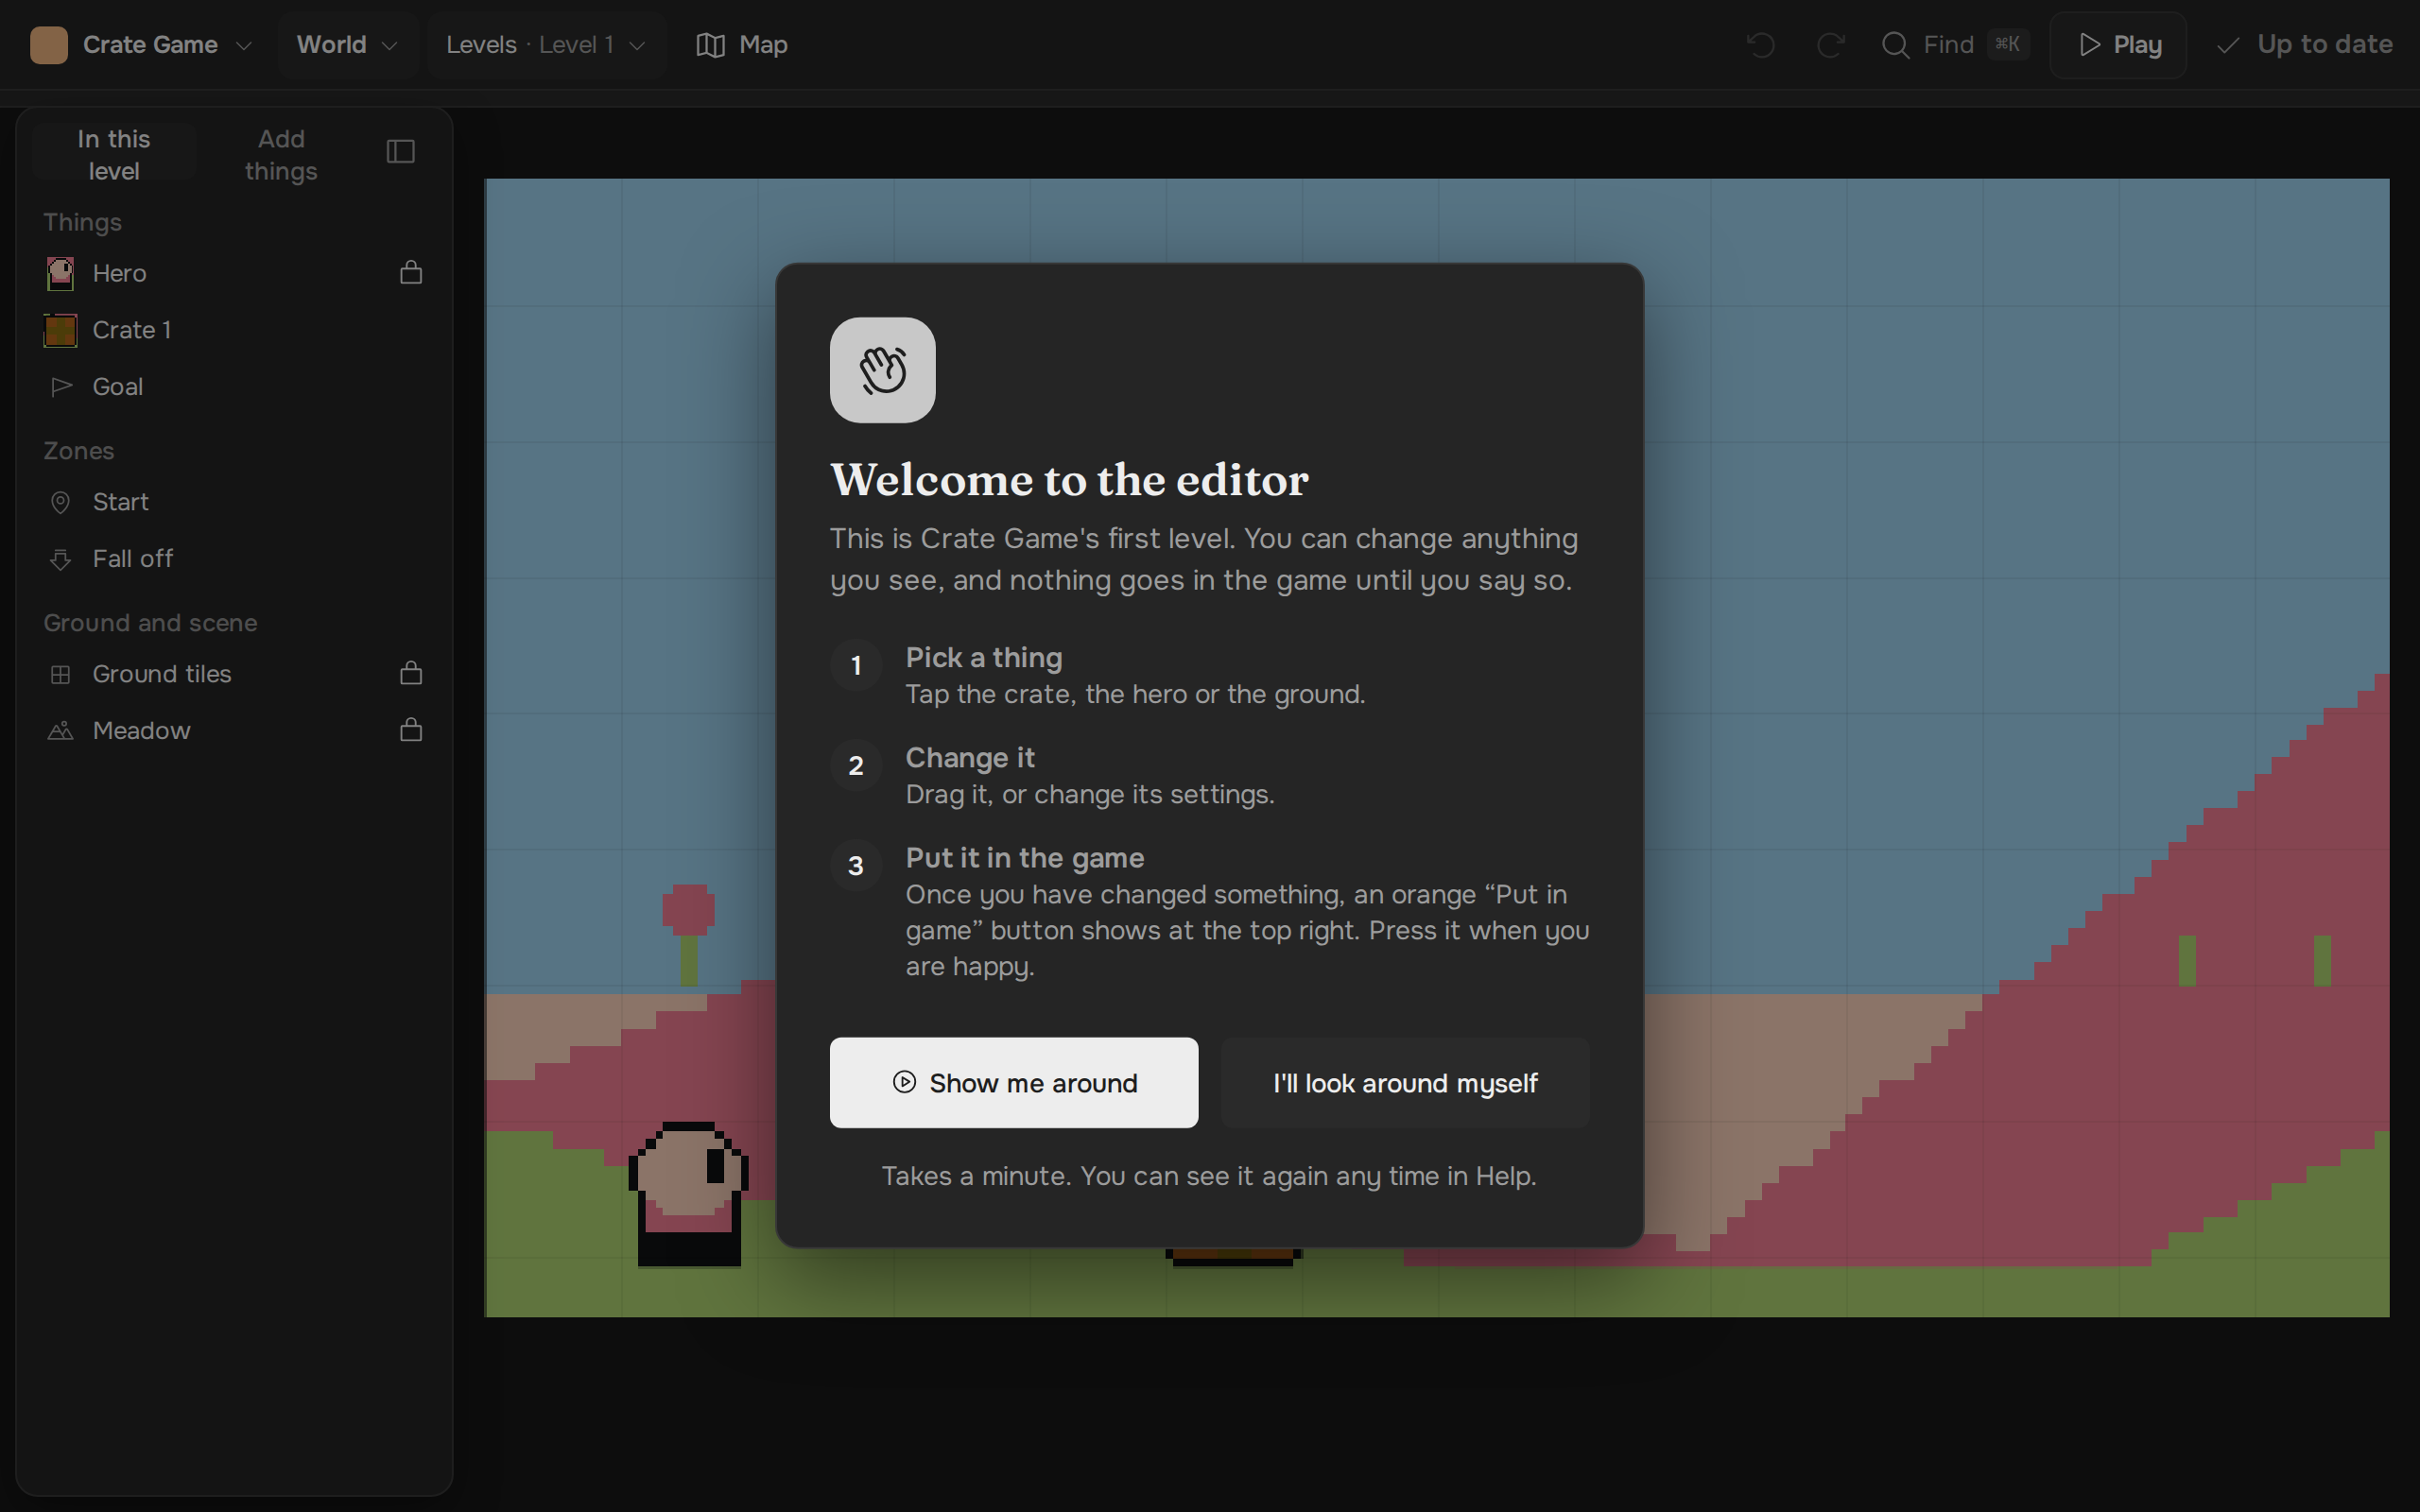 Crate Game
World
Levels · Level 1
Map
Find ⌘K
Play
Up to date
In this
level
Add
things
Things
Hero
Crate 1
Goal
Zones
Start
Fall off
Ground and scene
Ground tiles
Meadow
Welcome to the editor
This is Crate Game's first level. You can change anything
you see, and nothing goes in the game until you say so.
1
Pick a thing
Tap the crate, the hero or the ground.
2
Change it
Drag it, or change its settings.
3
Put it in the game
Once you have changed something, an orange “Put in
game” button shows at the top right. Press it when you
are happy.
Show me around
I'll look around myself
Takes a minute. You can see it again any time in Help.